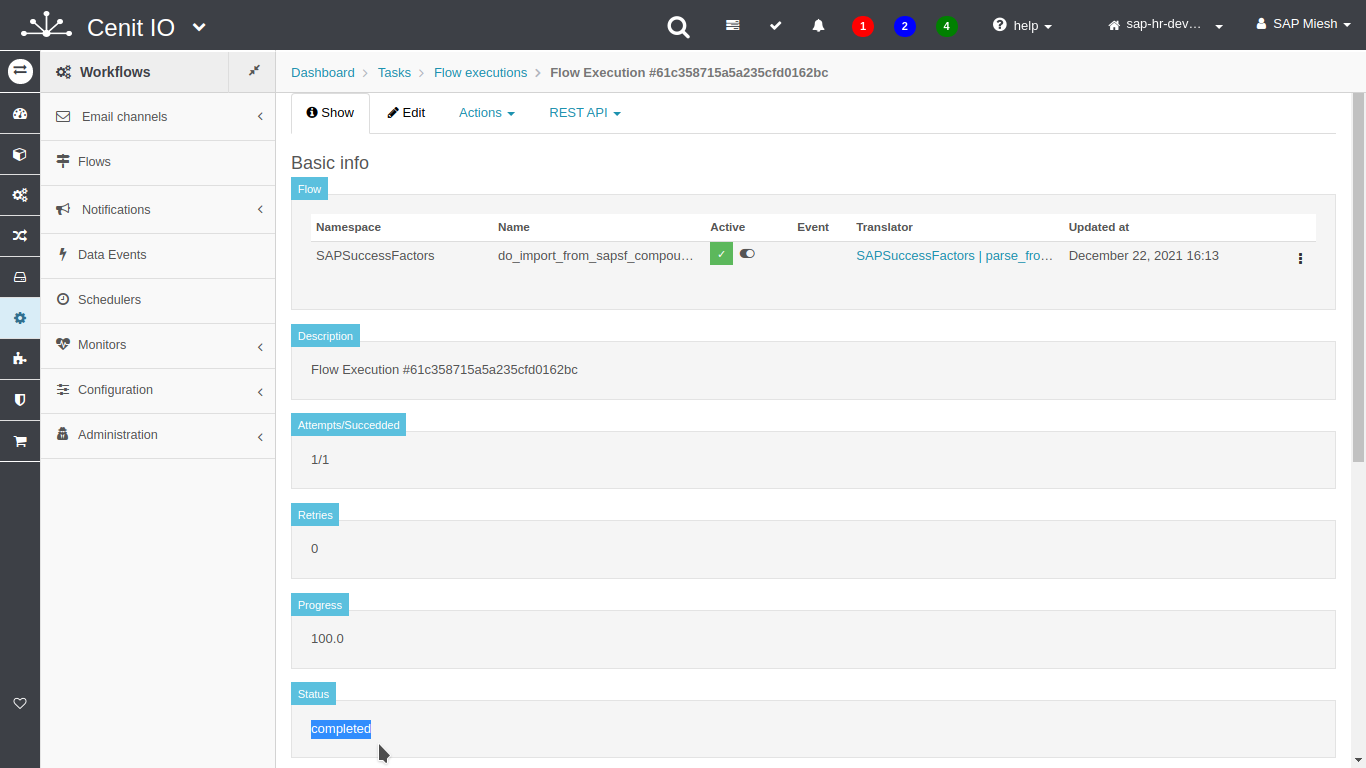 Cenit IO
1
2
4
help
sap-hr-dev…
SAP Miesh
Workflows
Dashboard
Tasks
Flow executions
Flow Execution #61c358715a5a235cfd0162bc
Email channels
Flows
Notifications
Data Events
Schedulers
Monitors
Configuration
Administration
Show
Edit
Actions
REST API
Basic info
Flow
Namespace Name Active Event Translator Updated at
SAPSuccessFactors do_import_from_sapsf_compou… ✓ SAPSuccessFactors | parse_fro… December 22, 2021 16:13
Description
Flow Execution #61c358715a5a235cfd0162bc
Attempts/Succedded
1/1
Retries
0
Progress
100.0
Status
completed